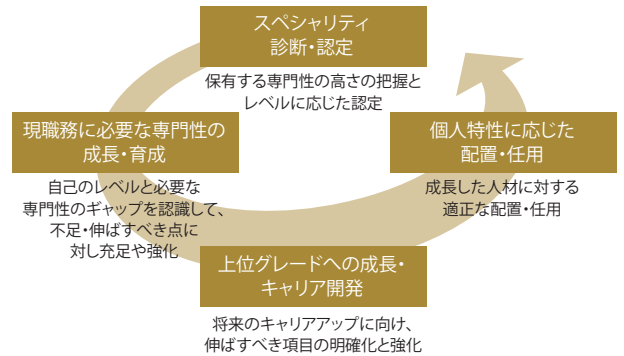 スペシャリティ
診断・認定
保有する専門性の高さの把握と
レベルに応じた認定
現職務に必要な専門性の
成長・育成
自己のレベルと必要な
専門性のギャップを認識して、
不足・伸ばすべき点に
対し充足や強化
上位グレードへの成長・
キャリア開発
将来のキャリアアップに向け、
伸ばすべき項目の明確化と強化
個人特性に応じた
配置・任用
成長した人材に対する
適正な配置・任用